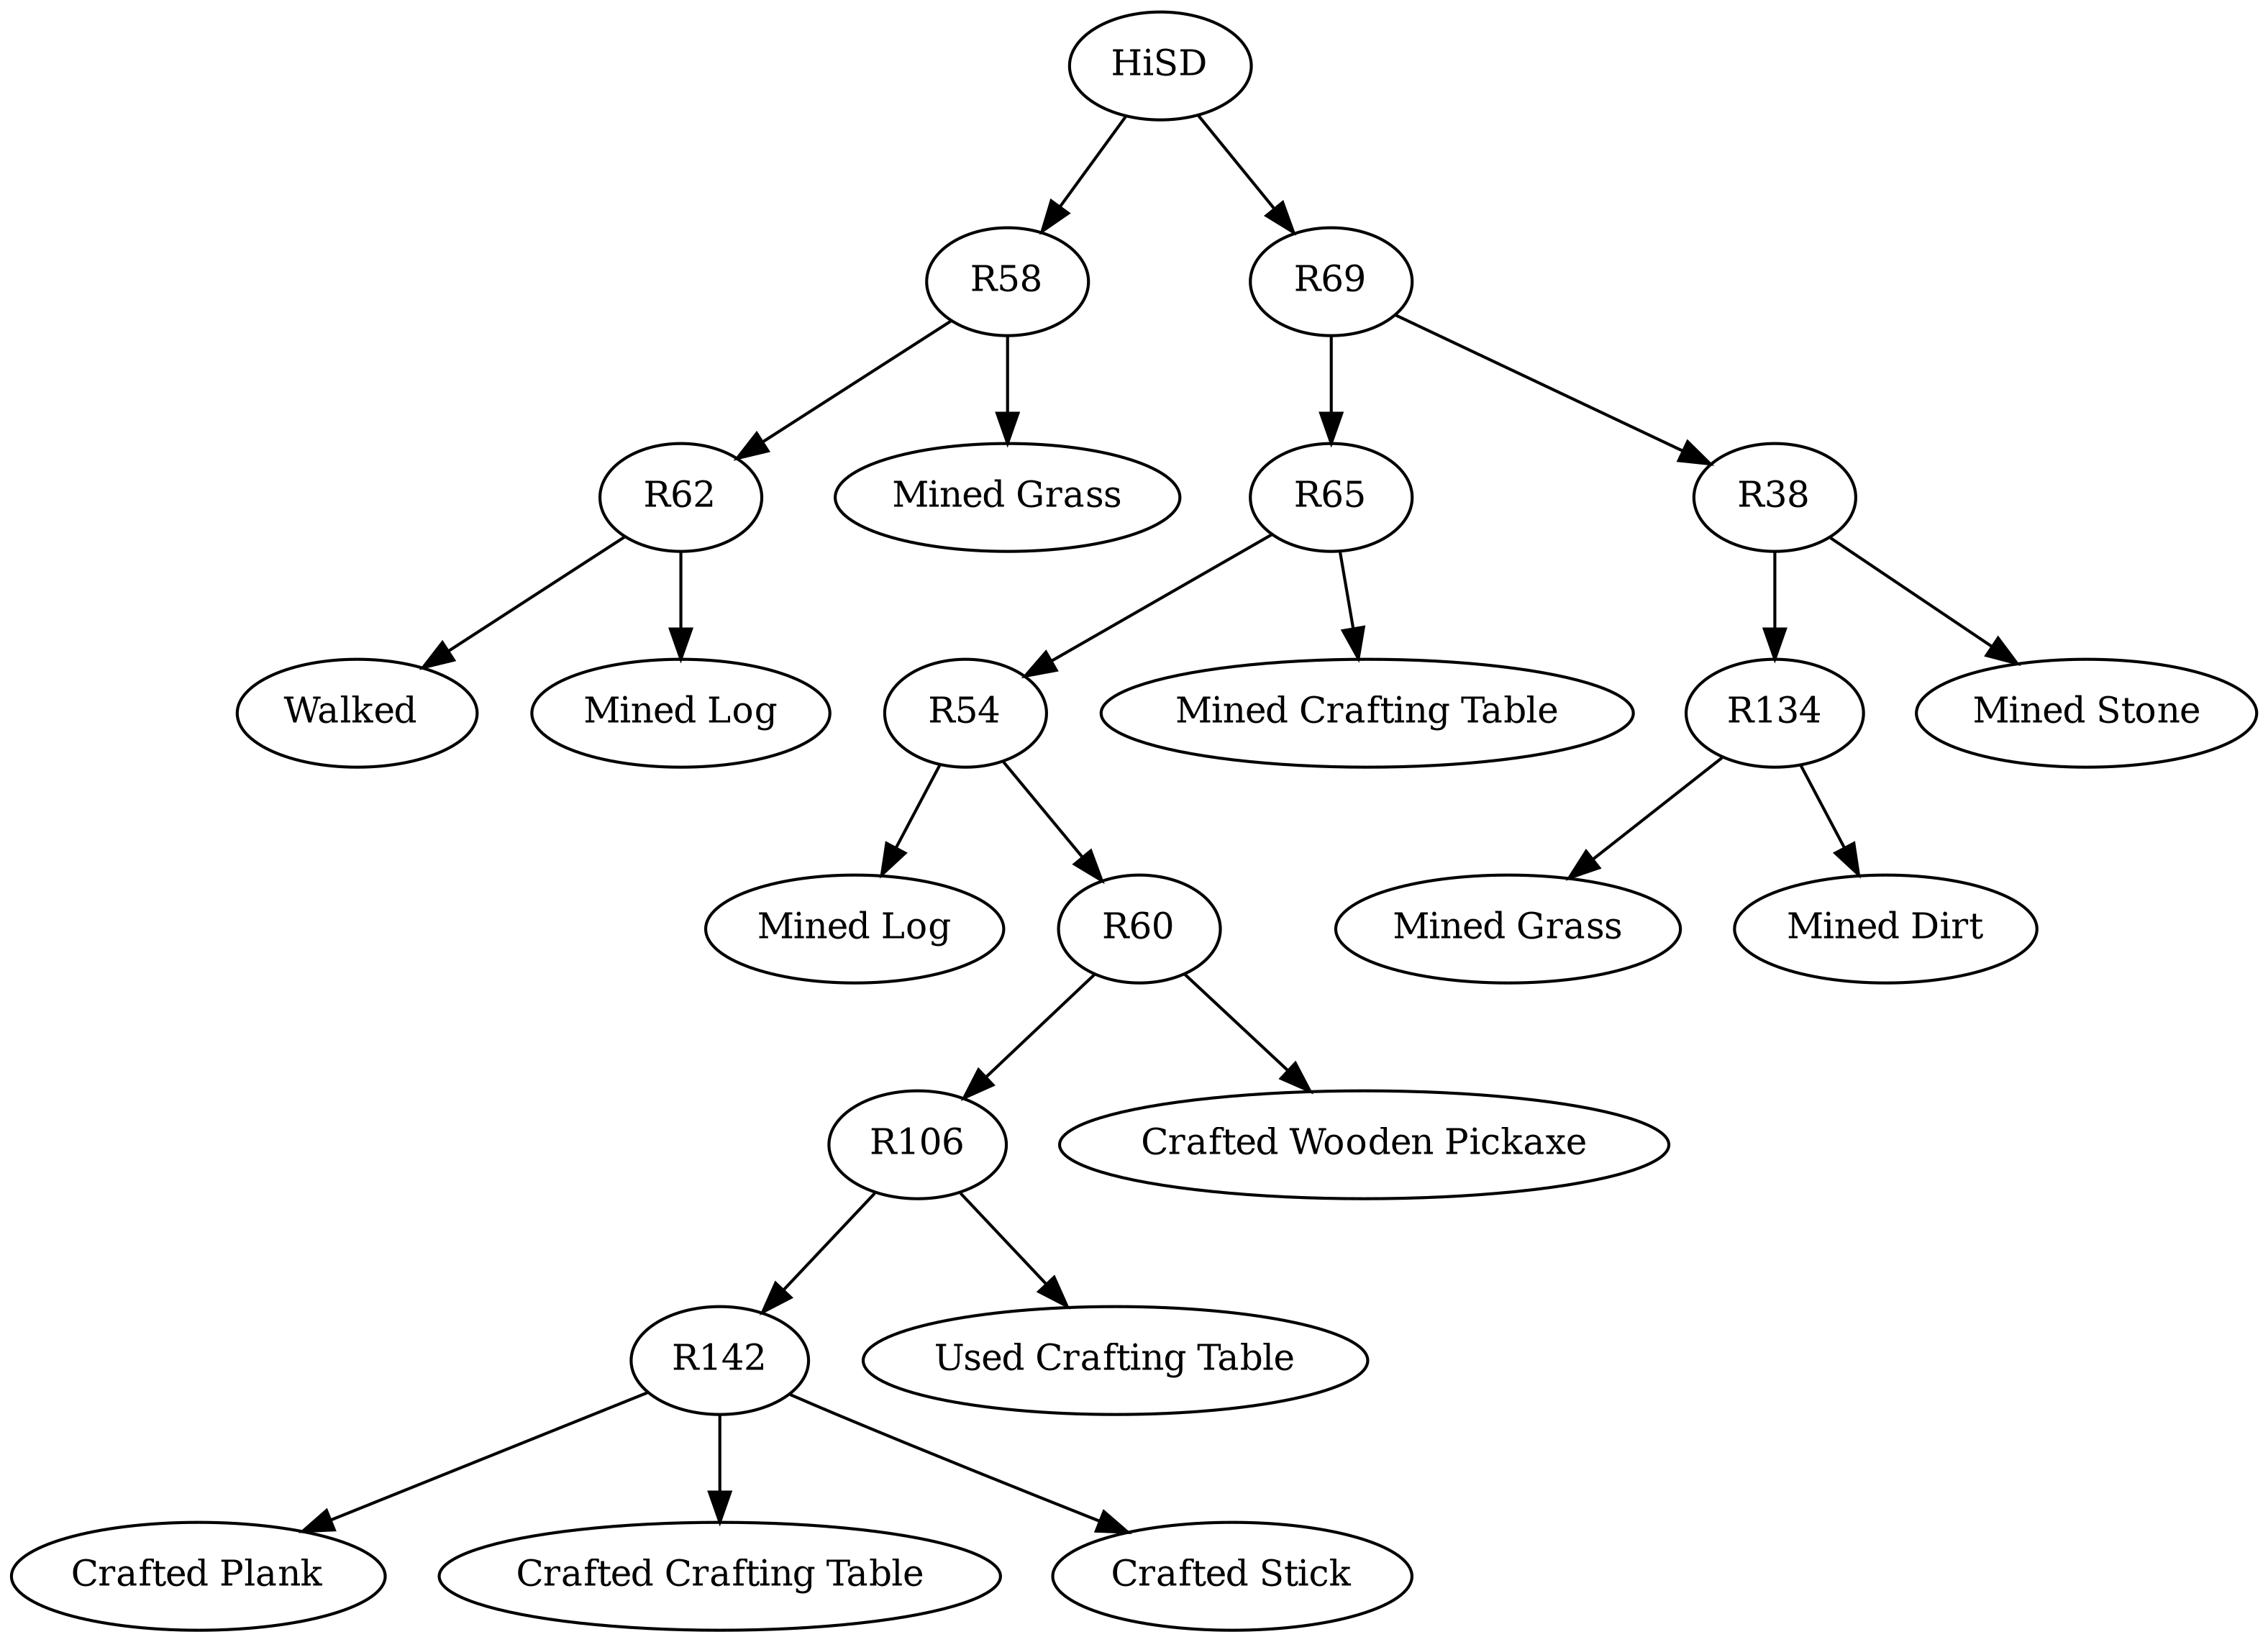 HiSD
R58
R69
R62
Mined Grass
R65
R38
Walked
Mined Log
R54
Mined Crafting Table
R134
Mined Stone
Mined Log
R60
Mined Grass
Mined Dirt
R106
Crafted Wooden Pickaxe
R142
Used Crafting Table
Crafted Plank
Crafted Crafting Table
Crafted Stick